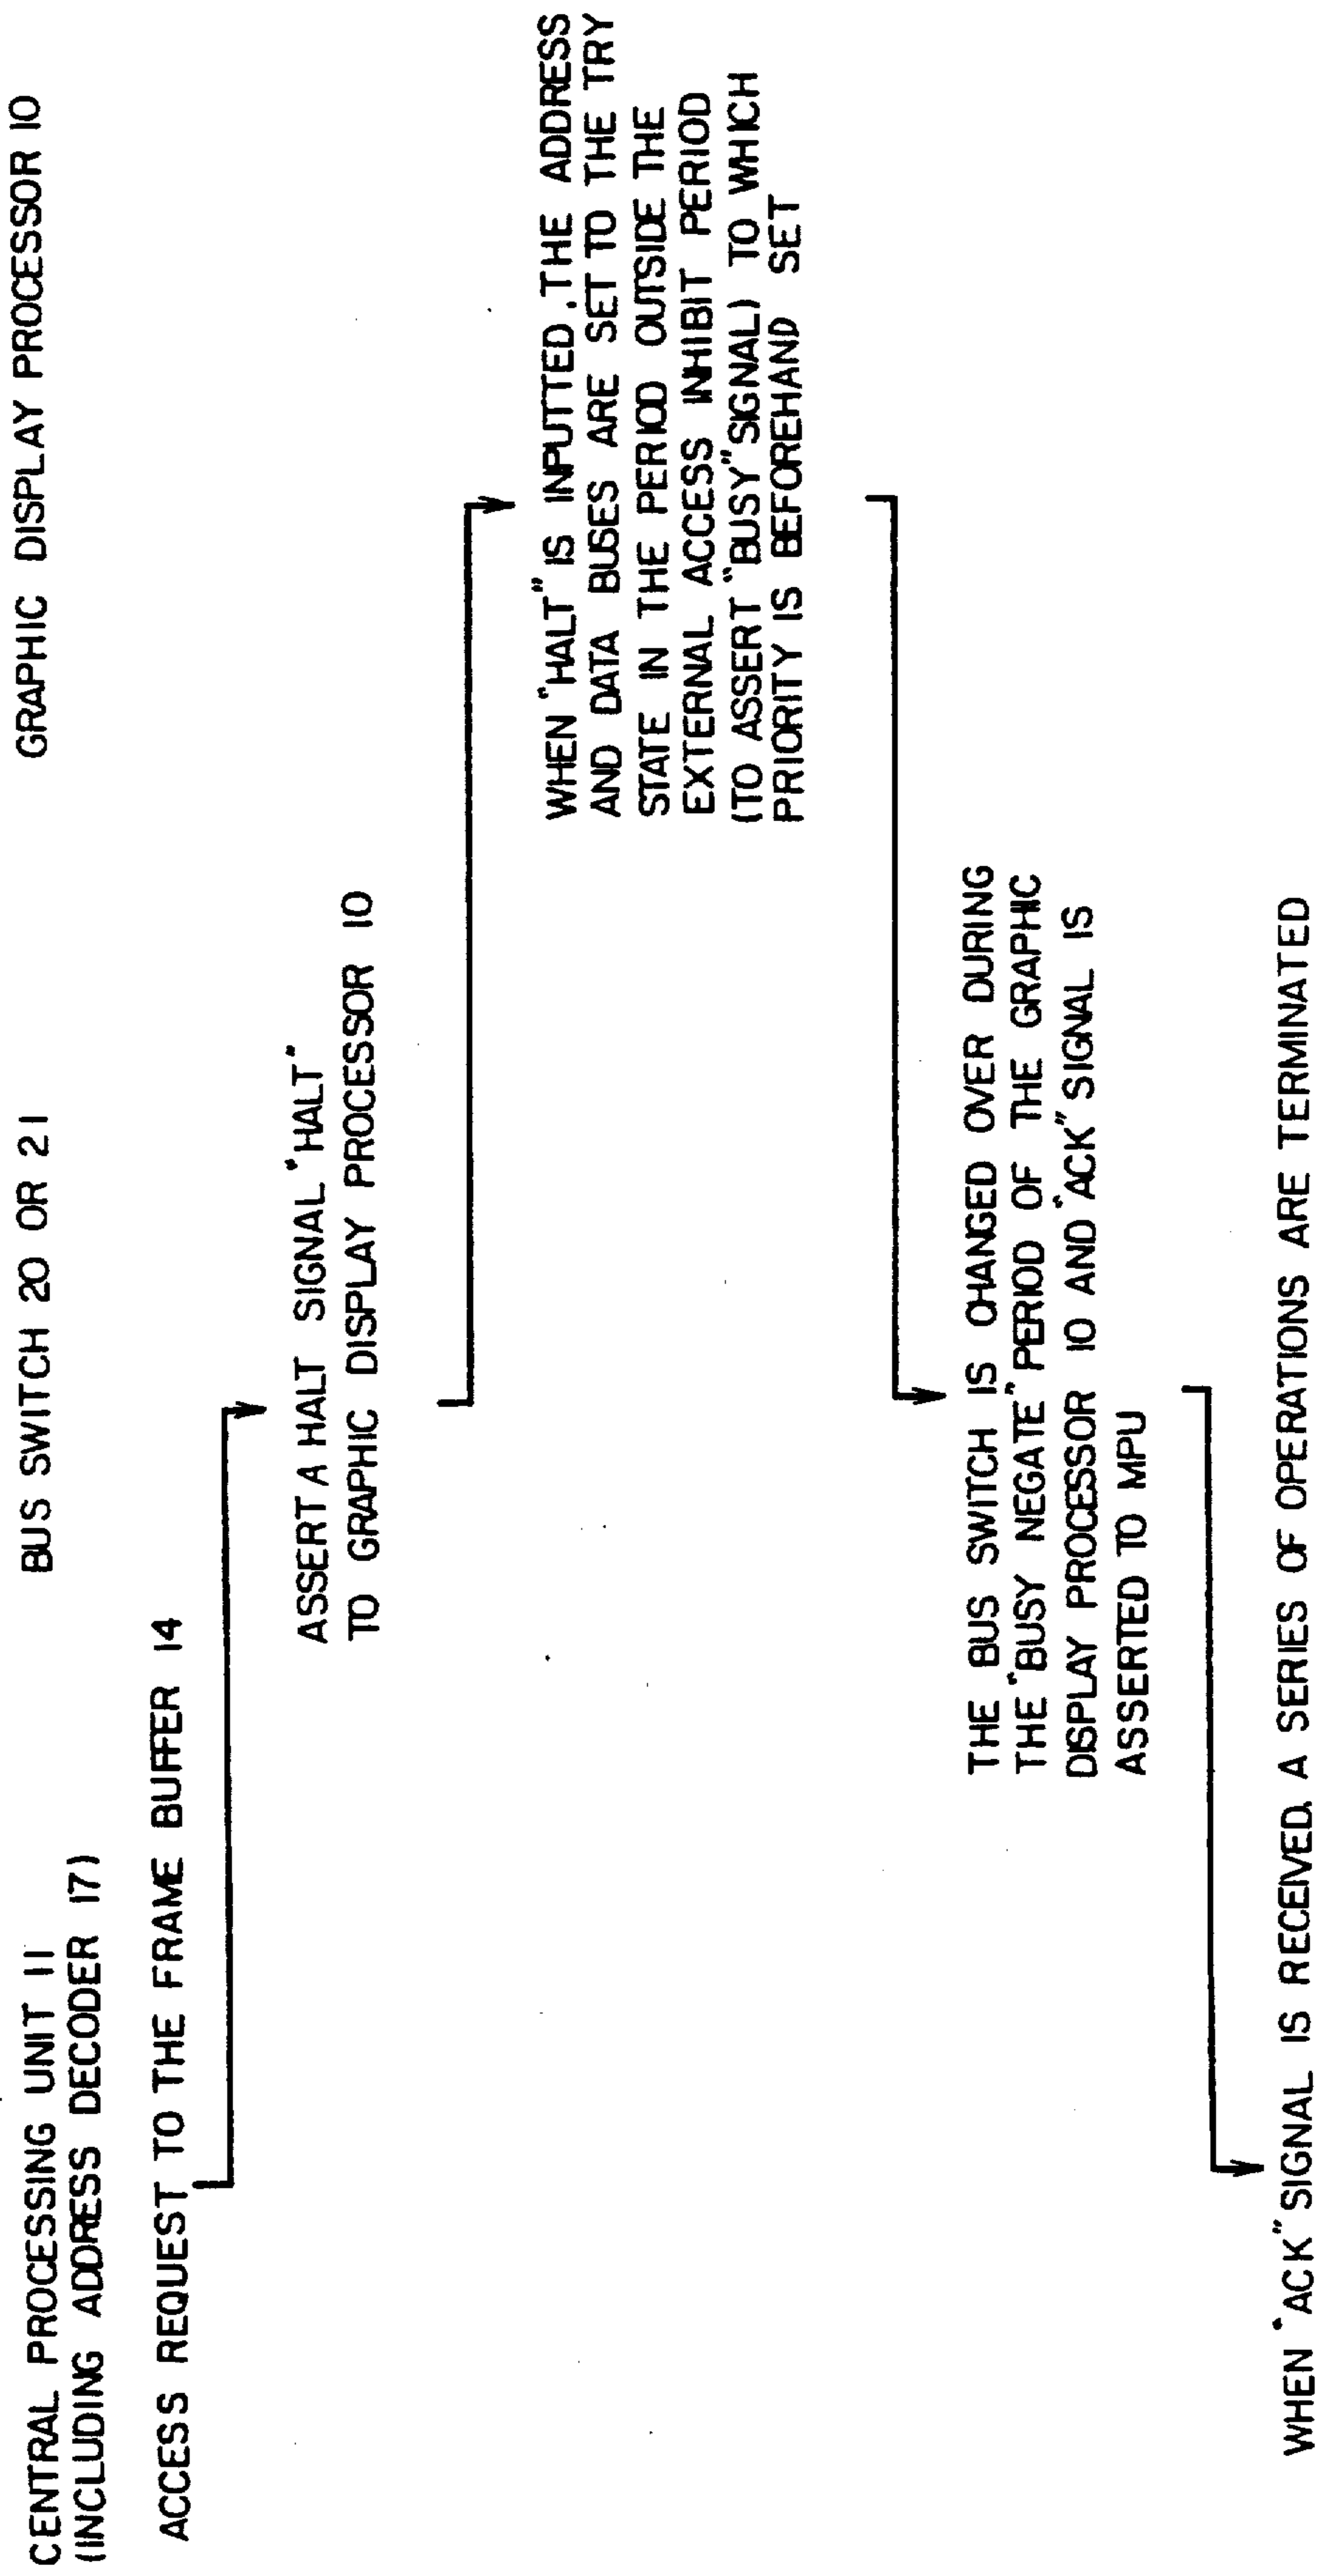 CENTRAL PROCESSING UNIT 11
(INCLUDING ADDRESS DECODER 17)
BUS SWITCH 20 OR 21
GRAPHIC DISPLAY PROCESSOR 10
ACCESS REQUEST TO THE FRAME BUFFER 14
ASSERT A HALT SIGNAL "HALT"
TO GRAPHIC DISPLAY PROCESSOR 10
WHEN "HALT" IS INPUTTED, THE ADDRESS
AND DATA BUSES ARE SET TO THE TRY
STATE IN THE PERIOD OUTSIDE THE
EXTERNAL ACCESS INHIBIT PERIOD
(TO ASSERT "BUSY" SIGNAL) TO WHICH
PRIORITY IS BEFOREHAND SET
THE BUS SWITCH IS CHANGED OVER DURING
THE "BUSY NEGATE" PERIOD OF THE GRAPHIC
DISPLAY PROCESSOR 10 AND "ACK" SIGNAL IS
ASSERTED TO MPU
WHEN "ACK" SIGNAL IS RECEIVED, A SERIES OF OPERATIONS ARE TERMINATED